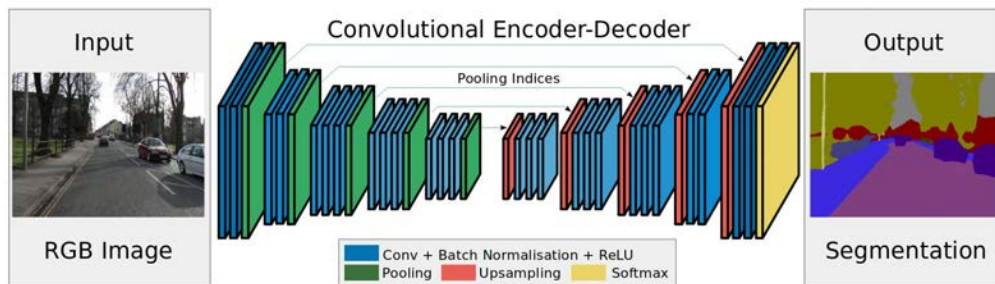 Input
Convolutional Encoder-Decoder
Output
Pooling Indices
RGB Image
Segmentation
Conv + Batch Normalisation + ReLU
Pooling
Upsampling
Softmax